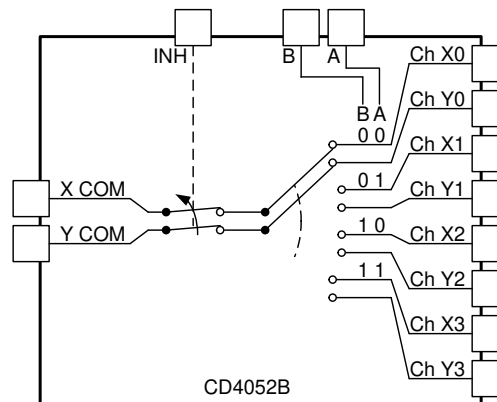 INH
B
A
Ch X0
Ch Y0
B A
0 0
Ch X1
0 1
Ch Y1
X COM
Y COM
1 0
Ch X2
Ch Y2
1 1
Ch X3
Ch Y3
CD4052B